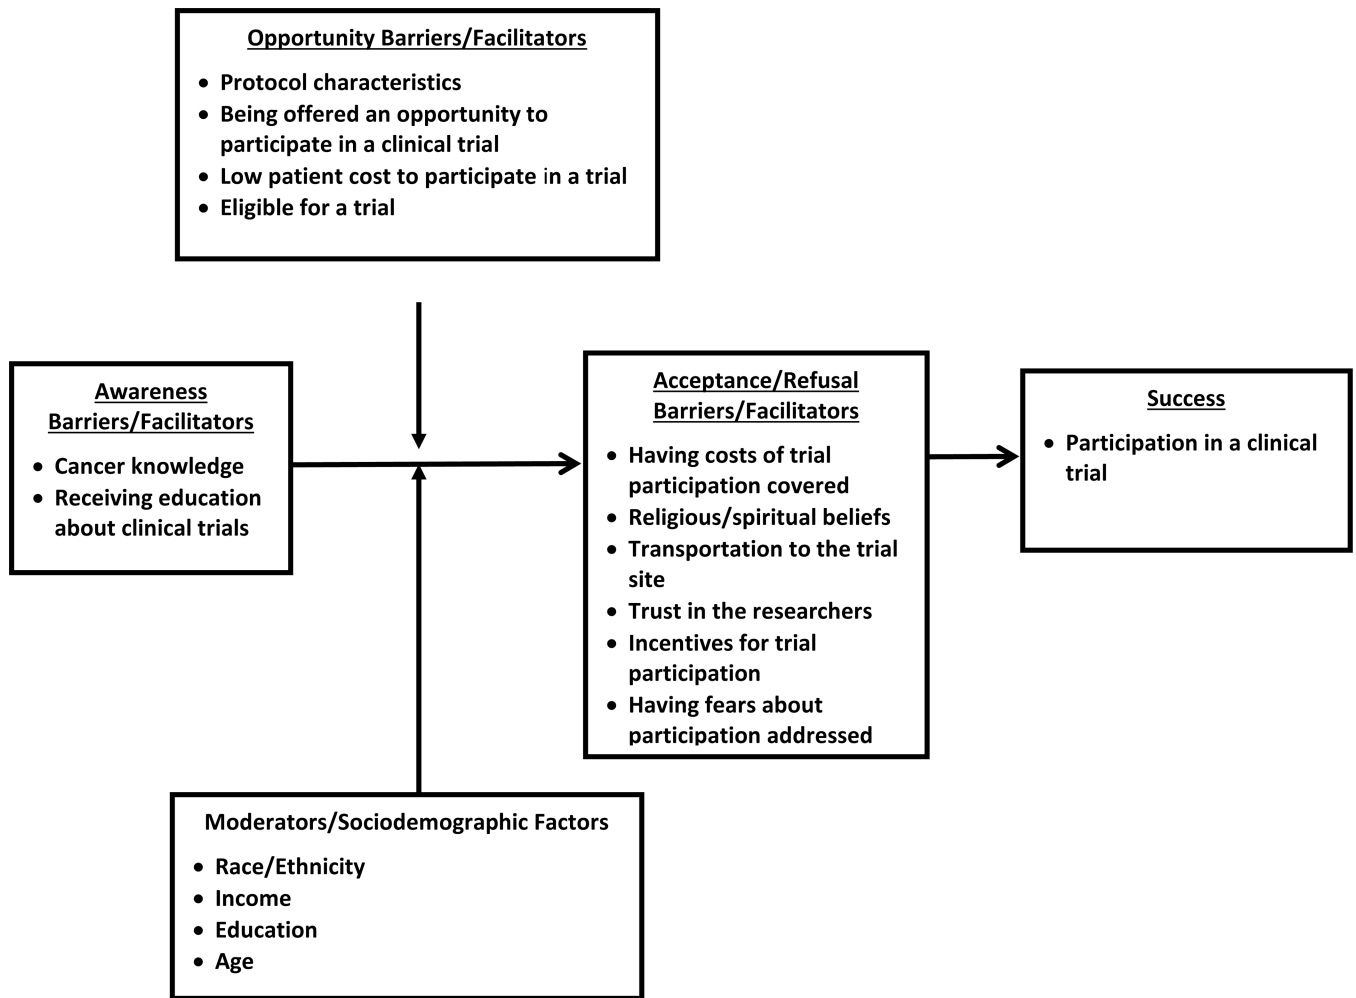 Opportunity Barriers/Facilitators
• Protocol characteristics
• Being offered an opportunity to
participate in a clinical trial
• Low patient cost to participate in a trial
• Eligible for a trial
Awareness
Barriers/Facilitators
• Cancer knowledge
• Receiving education
about clinical trials
Acceptance/Refusal
Barriers/Facilitators
• Having costs of trial
participation covered
• Religious/spiritual beliefs
• Transportation to the trial
site
• Trust in the researchers
• Incentives for trial
participation
• Having fears about
participation addressed
Success
• Participation in a clinical
trial
Moderators/Sociodemographic Factors
• Race/Ethnicity
• Income
• Education
• Age